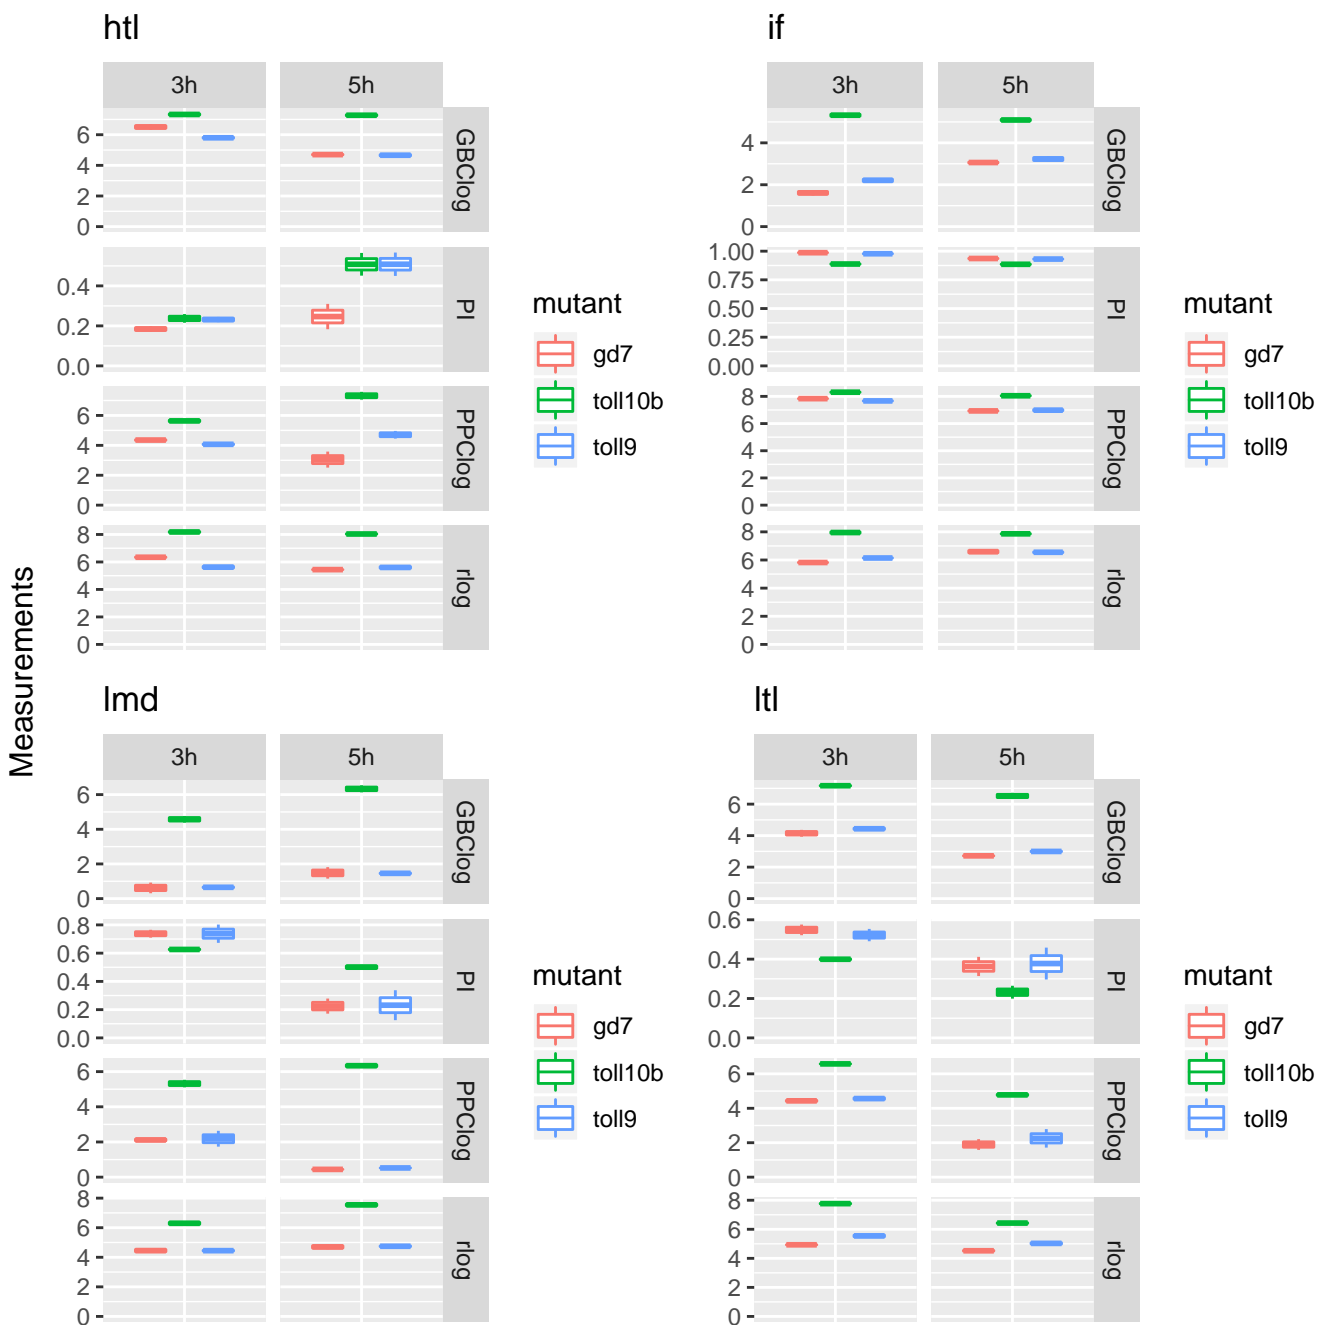 htl
3h 5h
GBClog
6
4
2
0
PI
0.4
0.2
0.0
PPClog
6
4
2
0
rlog
8
6
4
2
0
mutant
gd7
toll10b
toll9
if
3h 5h
GBClog
4
2
0
PI
1.00
0.75
0.50
0.25
0.00
PPClog
8
6
4
2
0
rlog
8
6
4
2
0
mutant
gd7
toll10b
toll9
Measurements
lmd
3h 5h
GBClog
6
4
2
0
PI
0.8
0.6
0.4
0.2
0.0
PPClog
6
4
2
0
rlog
8
6
4
2
0
mutant
gd7
toll10b
toll9
ltl
3h 5h
GBClog
6
4
2
0
PI
0.6
0.4
0.2
0.0
PPClog
6
4
2
0
rlog
8
6
4
2
0
mutant
gd7
toll10b
toll9